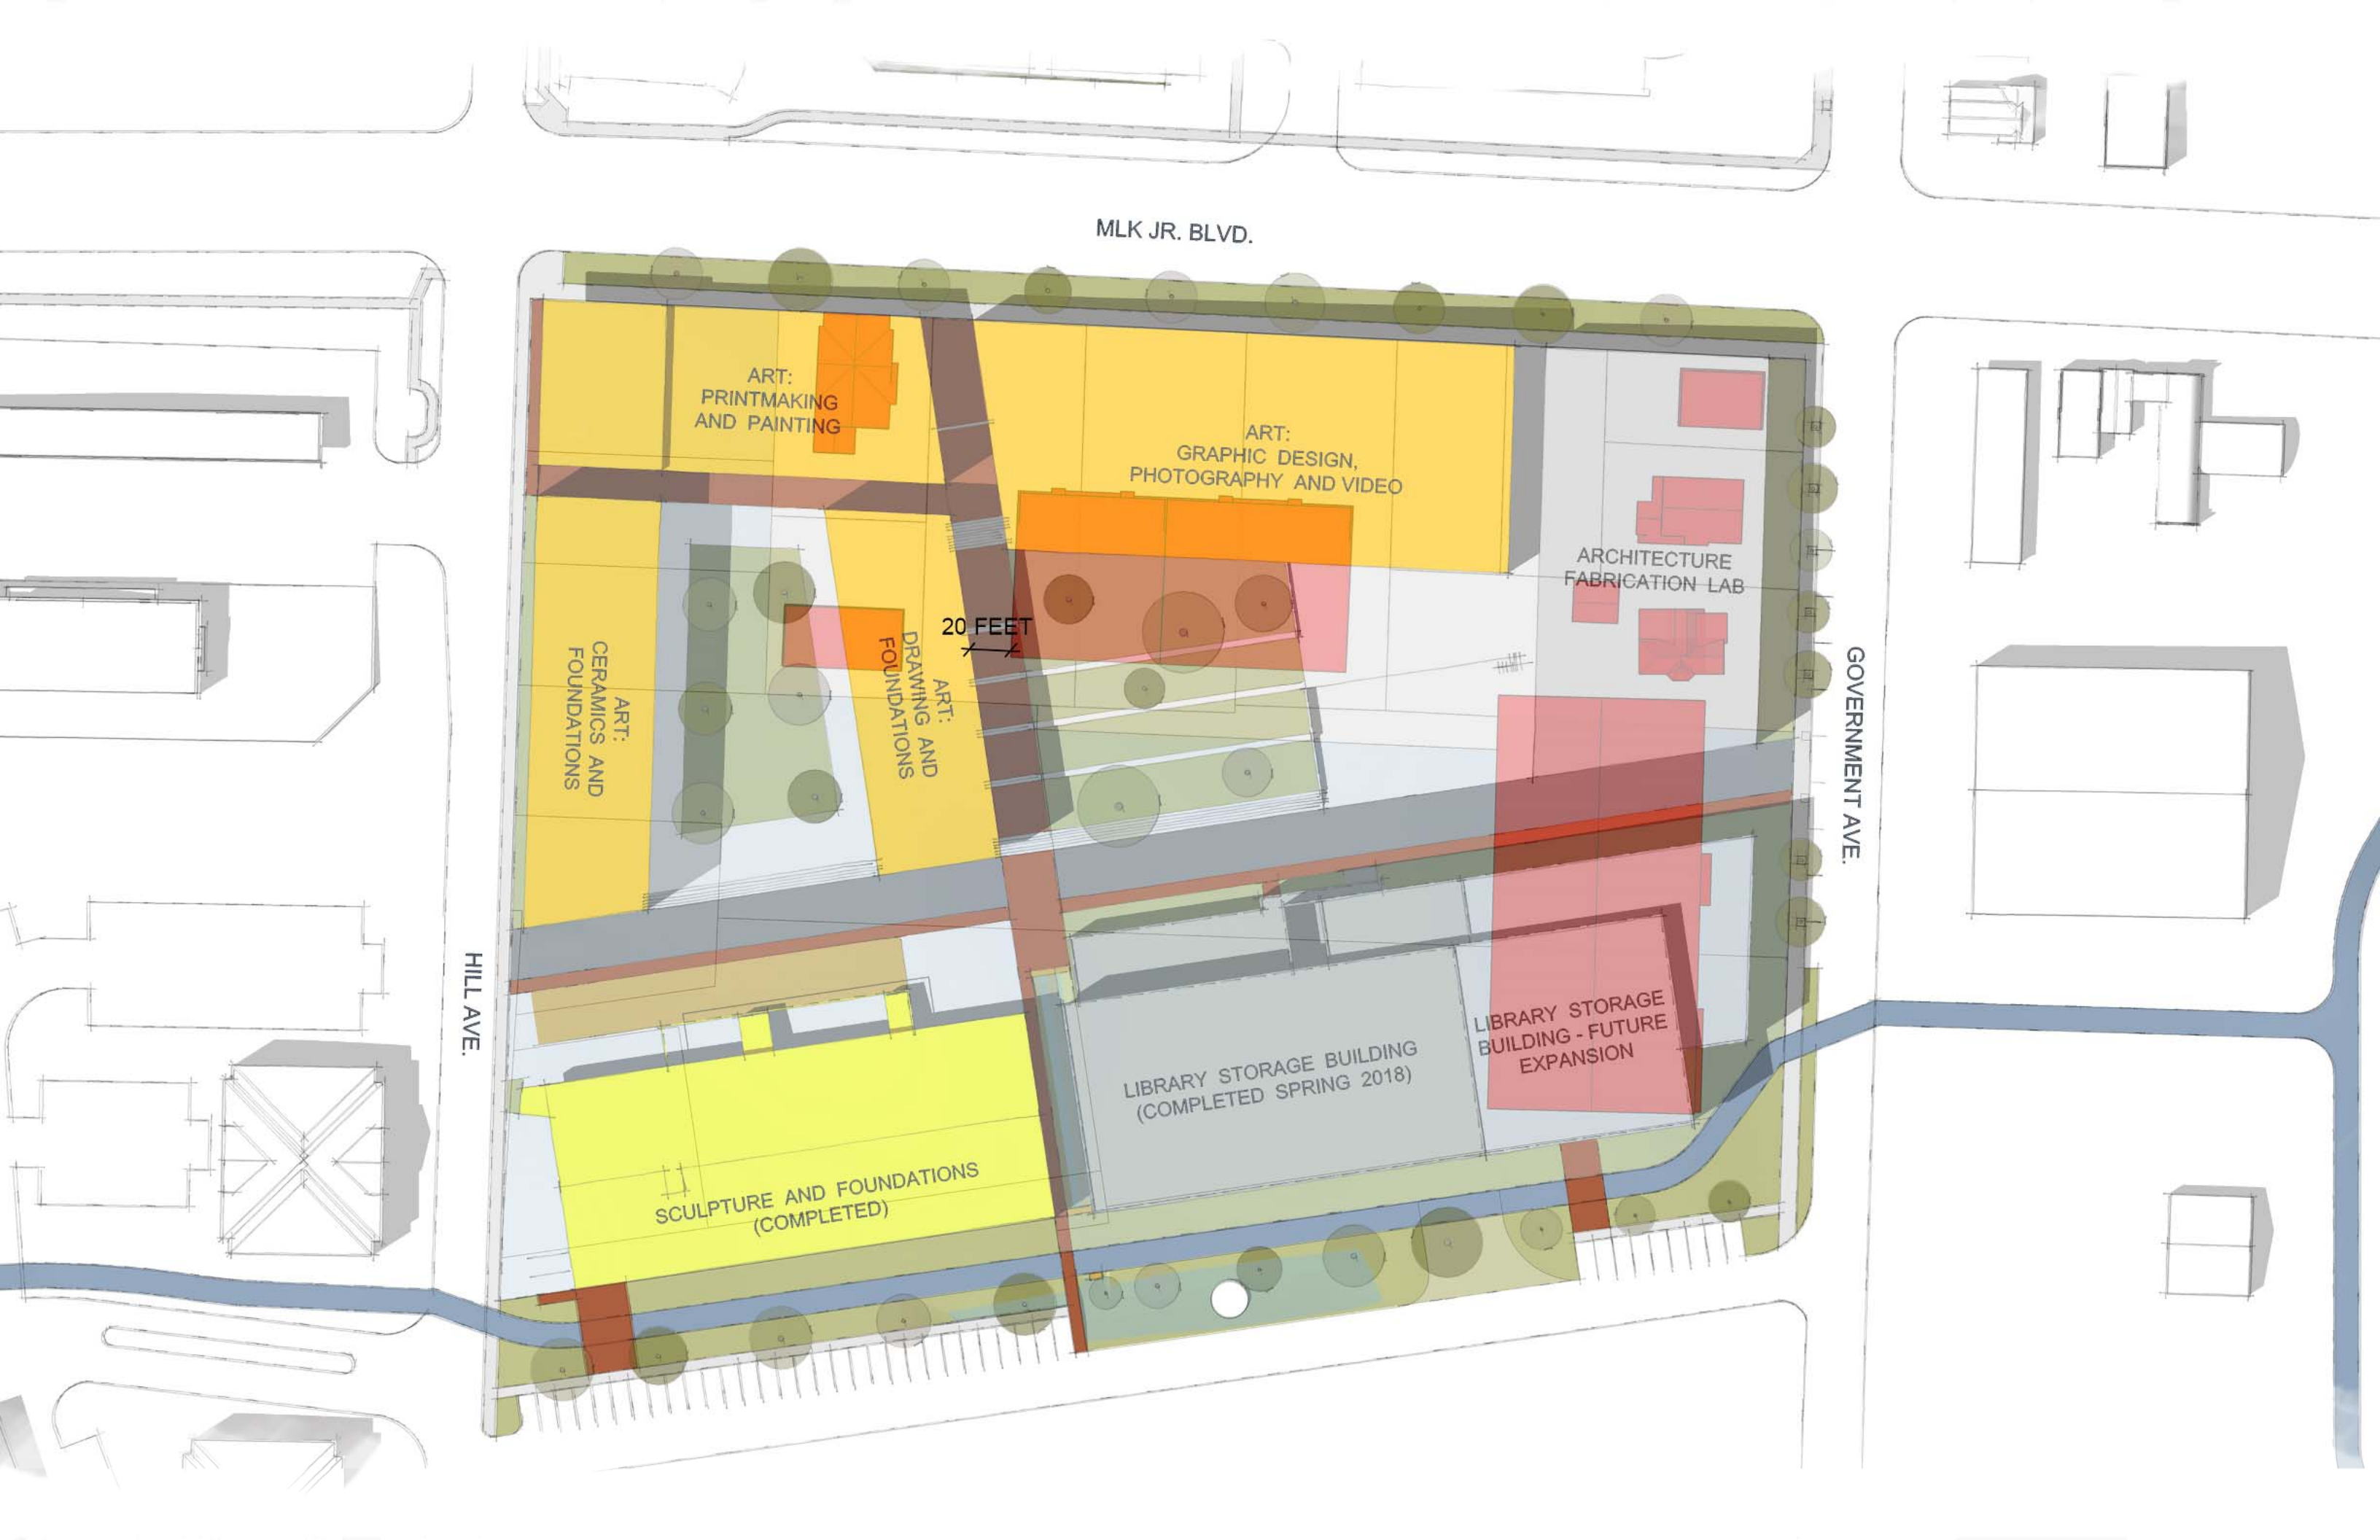 MLK JR. BLVD.
ART:
PRINTMAKING
AND PAINTING
ART:
GRAPHIC DESIGN,
PHOTOGRAPHY AND VIDEO
ARCHITECTURE
FABRICATION LAB
20 FEET
ART:
CERAMICS AND
FOUNDATIONS
ART:
DRAWING AND
FOUNDATIONS
GOVERNMENT AVE.
HILL AVE.
LIBRARY STORAGE
BUILDING - FUTURE
EXPANSION
LIBRARY STORAGE BUILDING
(COMPLETED SPRING 2018)
SCULPTURE AND FOUNDATIONS
(COMPLETED)